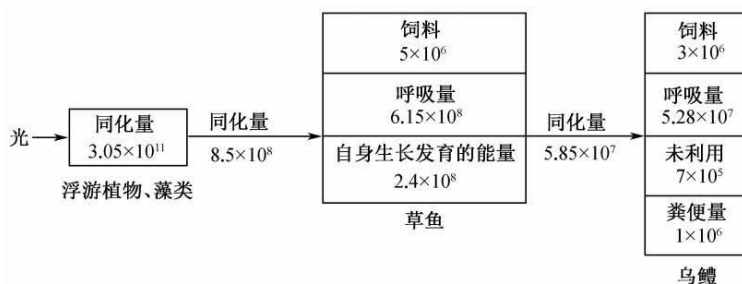 光
同化量
3.05×10¹¹
浮游植物、藻类
同化量
8.5×10⁸
饲料
5×10⁶
呼吸量
6.15×10⁸
自身生长发育的能量
2.4×10⁸
草鱼
同化量
5.85×10⁷
饲料
3×10⁶
呼吸量
5.28×10⁷
未利用
7×10⁵
粪便量
1×10⁶
乌鳢